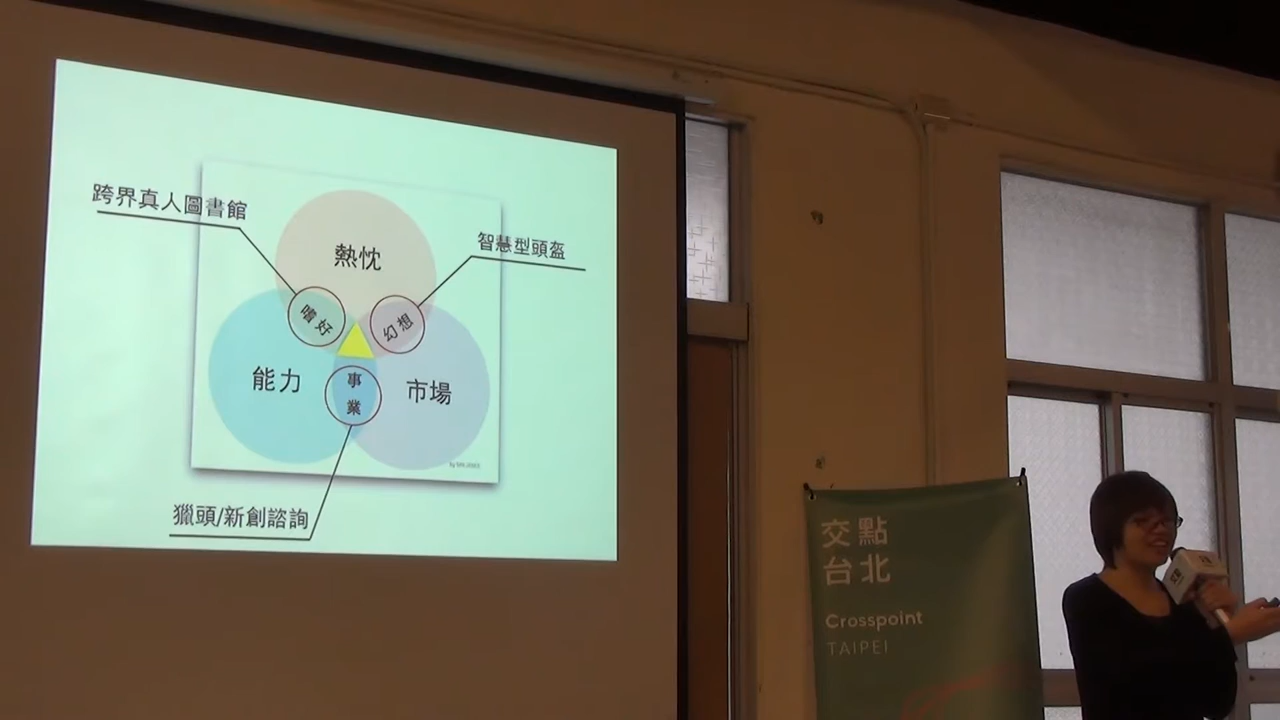 跨界真人圖書館
熱忱
智慧型頭盔
嗜好
幻想
能力
事業
市場
獵頭/新創諮詢
交點
台北
Crosspoint
TAIPEI